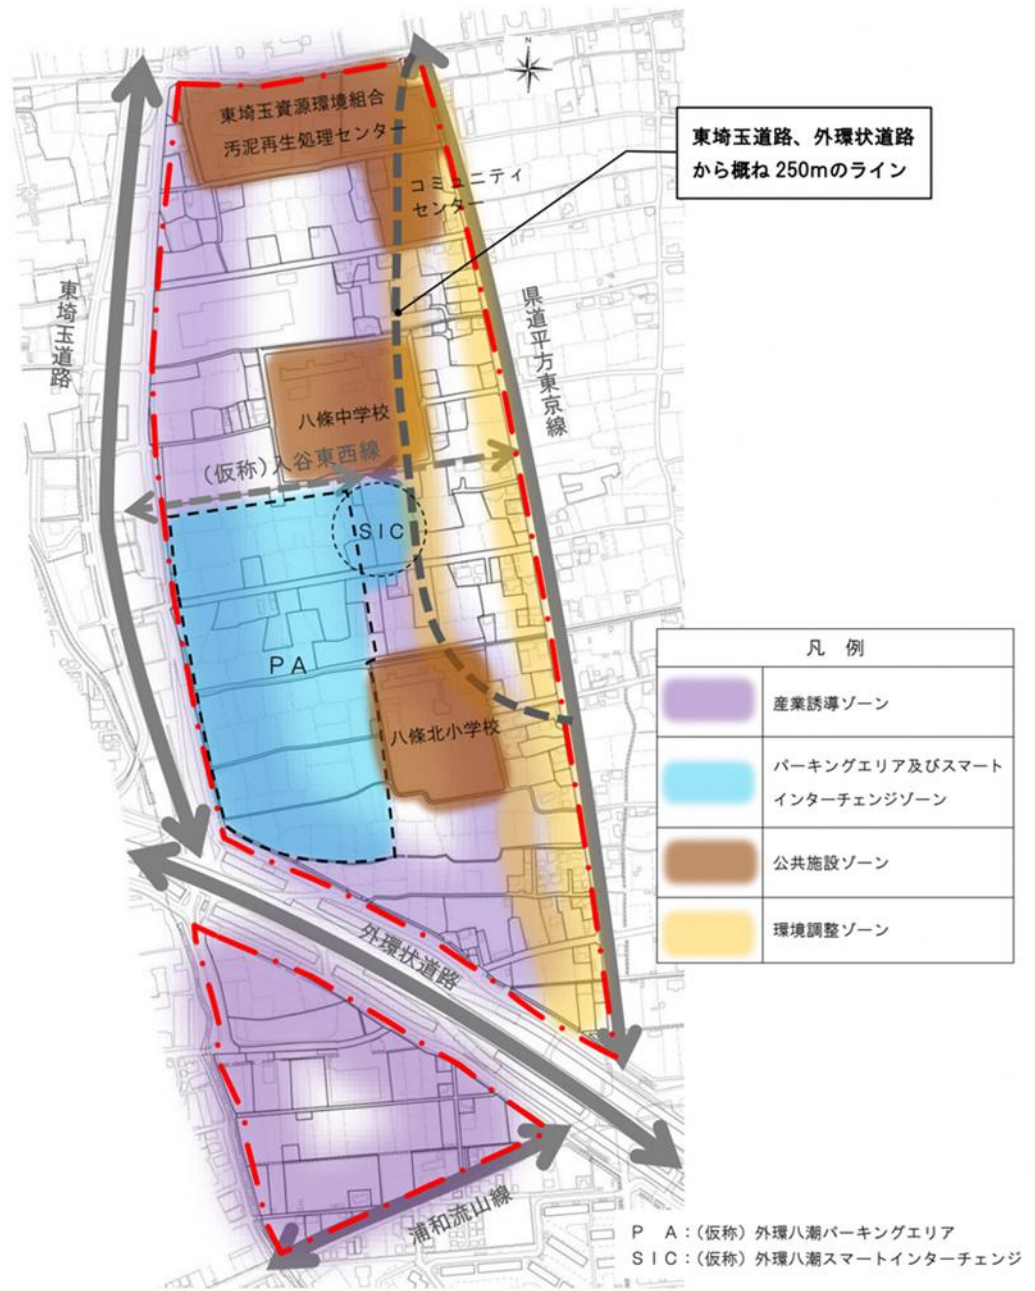 N
東埼玉資源環境組合
汚泥再生処理センター
コミュニティ
センター
東埼玉道路、外環状道路
から概ね 250mのライン
東埼玉道路
県道平方東京線
八條中学校
(仮称)入谷東西線
SIC
PA
八條北小学校
外環状道路
浦和流山線
凡 例
産業誘導ゾーン
パーキングエリア及びスマート
インターチェンジゾーン
公共施設ゾーン
環境調整ゾーン
P A:(仮称) 外環八潮パーキングエリア
SIC:(仮称) 外環八潮スマートインターチェンジ